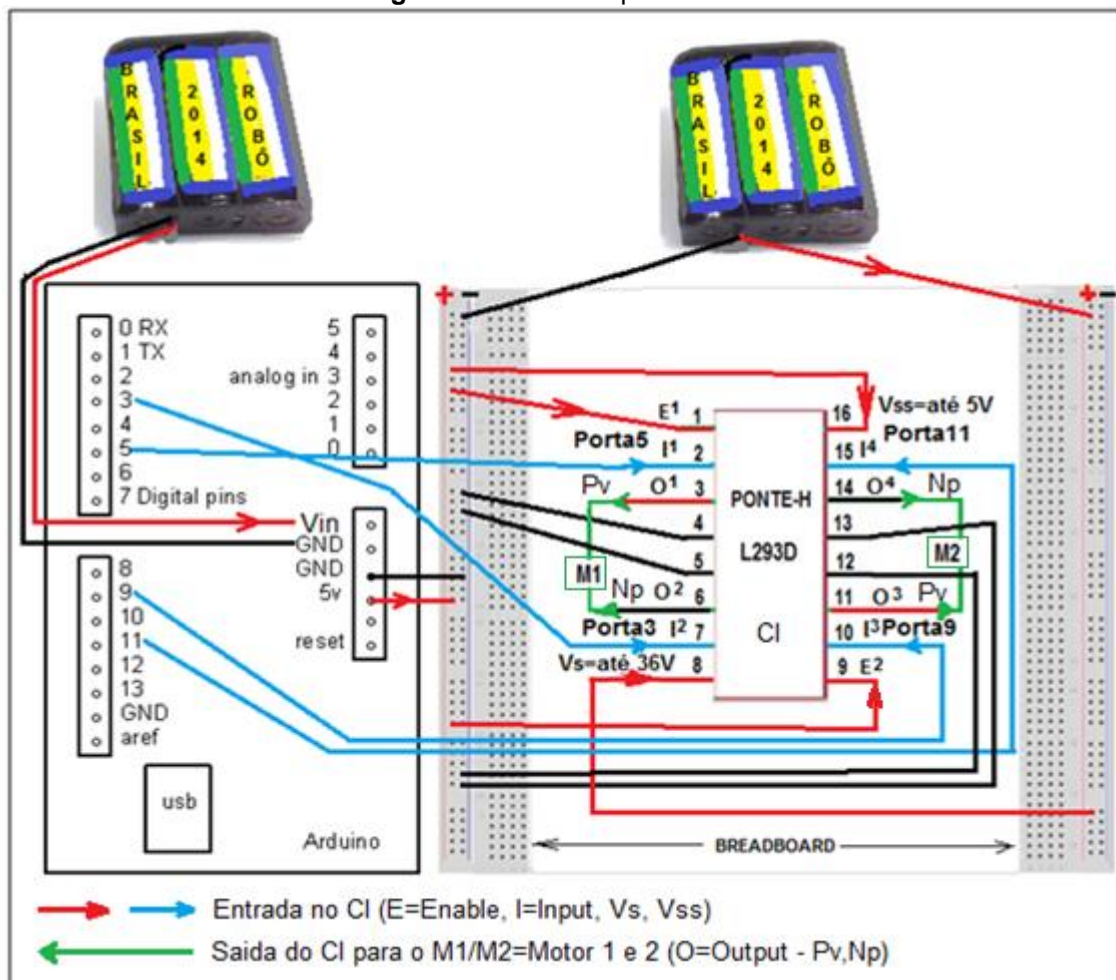 BRASIL 2014 ROBÔ
BRASIL 2014 ROBÔ
0 RX
1 TX
2
3
4
5
6
7 Digital pins
5
4
analog in 3
2
1
0
Vin
GND
GND
5v
reset
8
9
10
11
12
13
GND
aref
usb
Arduino
+ -
+ -
E1 1
Porta5
I1 2
Pv O1 3
4
5
M1
Np O2 6
Porta3 I2 7
Vs=até 36V 8
PONTE-H
L293D
CI
16 Vss=até 5V
Porta11
15 I4
14 O4 Np
13
M2
12
11 O3 Pv
10 I3 Porta9
9 E2
BREADBOARD
Entrada no CI (E=Enable, I=Input, Vs, Vss)
Saida do CI para o M1/M2=Motor 1 e 2 (O=Output - Pv,Np)